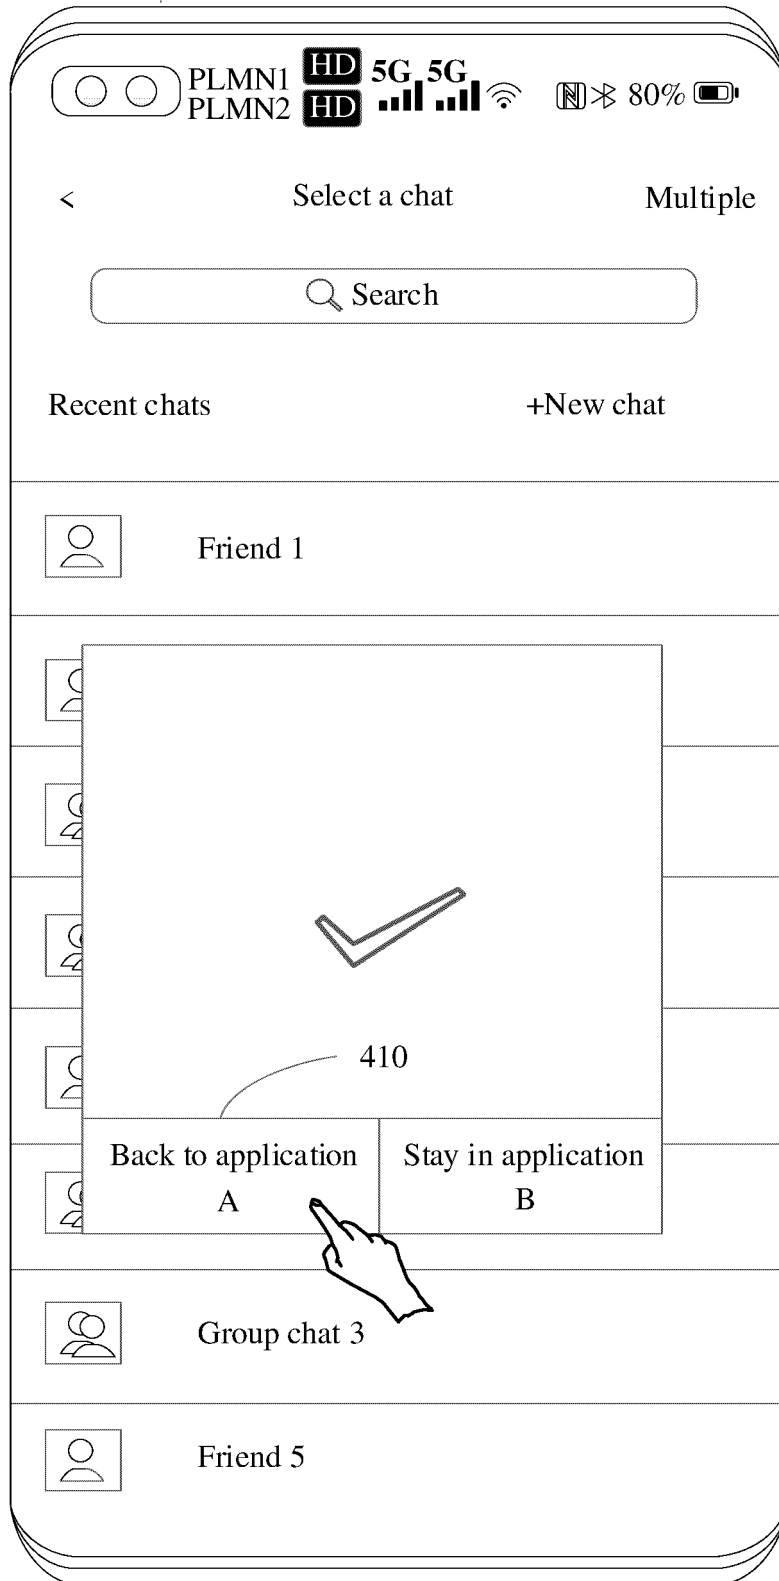 PLMN1 HD 5G 5G
PLMN2 HD 80%
< Select a chat Multiple
Search
Recent chats +New chat
Friend 1
410
Back to application A
Stay in application B
Group chat 3
Friend 5